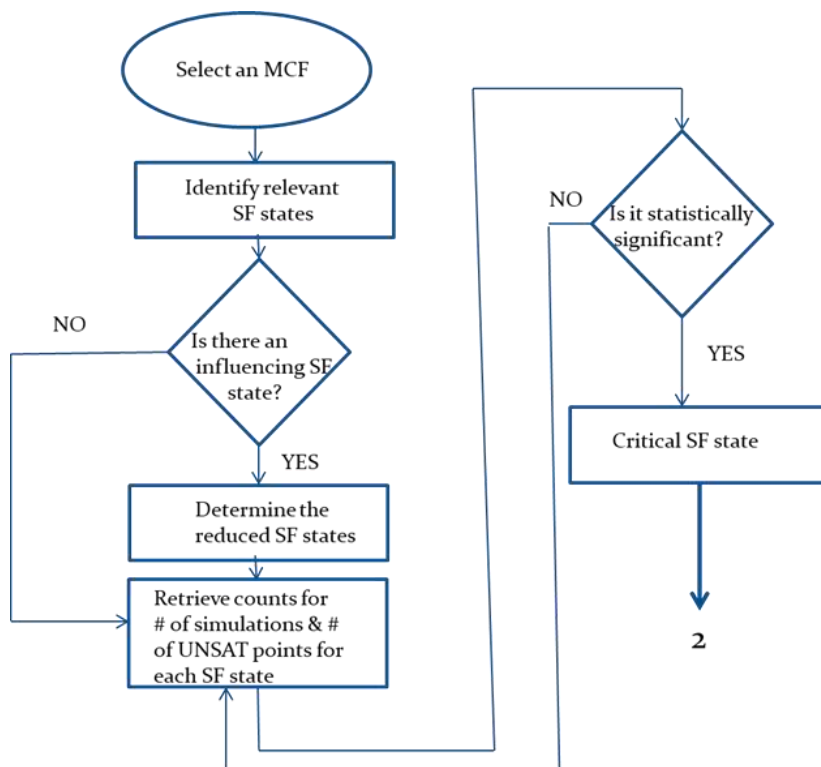 Select an MCF
Identify relevant
SF states
NO
Is there an
influencing SF
state?
YES
Determine the
reduced SF states
Retrieve counts for
# of simulations & #
of UNSAT points for
each SF state
NO
Is it statistically
significant?
YES
Critical SF state
2